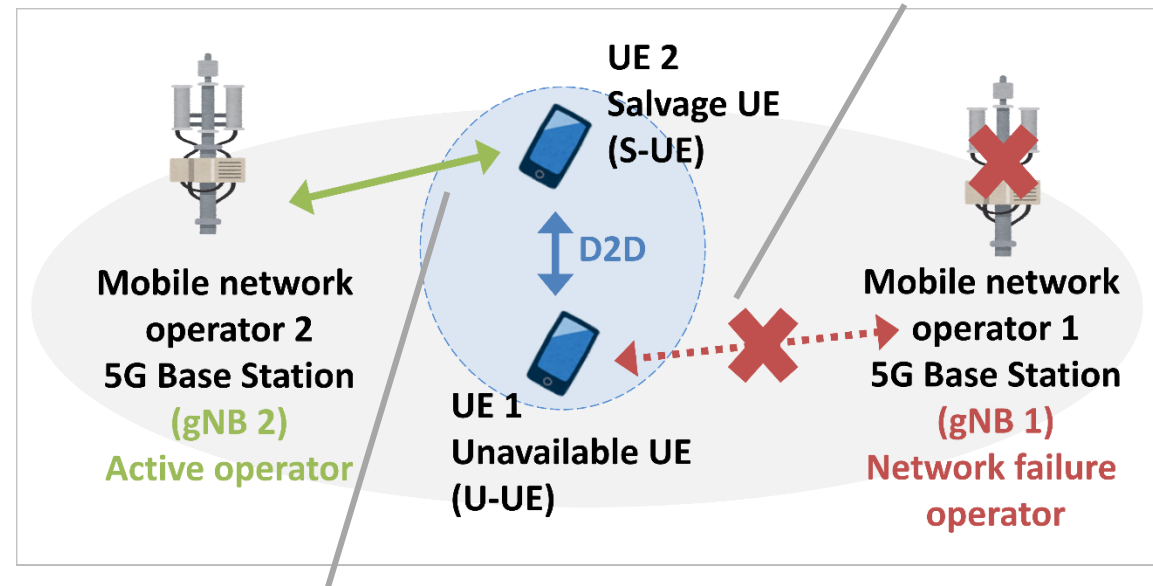 UE 2
Salvage UE
(S-UE)
D2D
Mobile network
operator 2
5G Base Station
(gNB 2)
Active operator
UE 1
Unavailable UE
(U-UE)
Mobile network
operator 1
5G Base Station
(gNB 1)
Network failure
operator